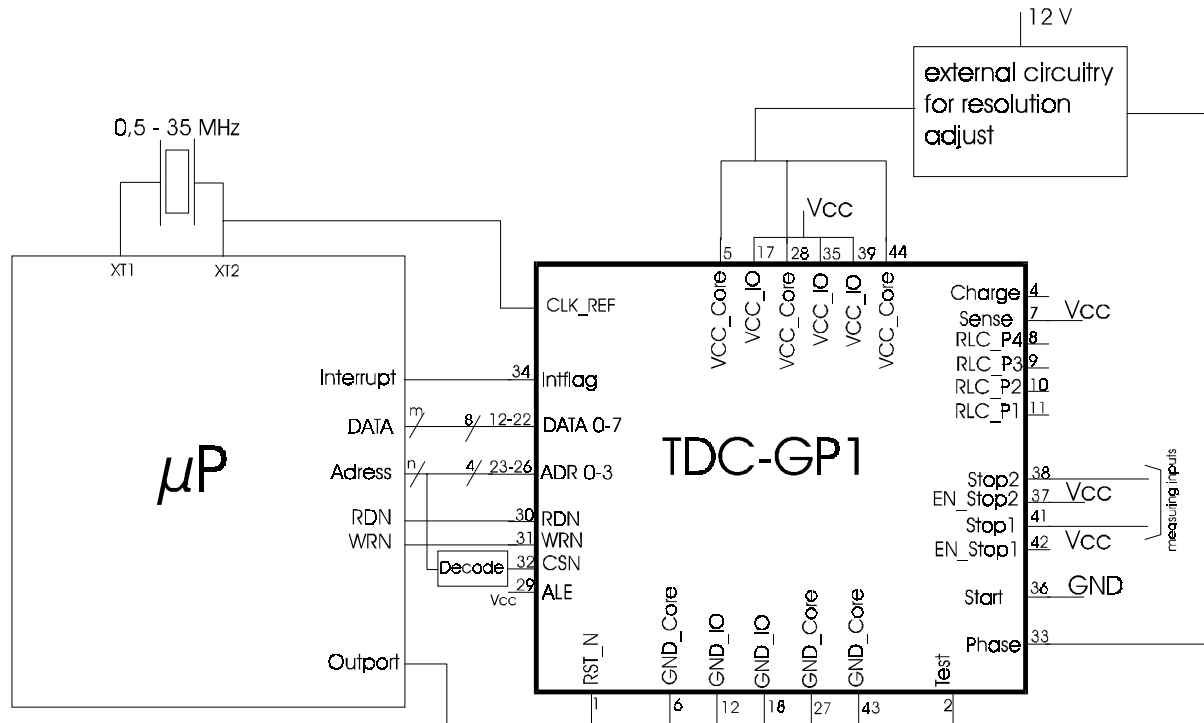 12 V
external circuitry
for resolution
adjust
0,5 - 35 MHz
Vcc
XT1
XT2
5
17
28
35
39
44
VCC_Core
VCC_IO
VCC_Core
VCC_IO
VCC_IO
VCC_Core
CLK_REF
Charge 4
Sense 7 Vcc
RLC_P4 8
RLC_P3 9
RLC_P2 10
RLC_P1 11
Interrupt 34 Intflag
DATA m 8 12-22 DATA 0-7
µP
TDC-GP1
Adress n 4 23-26 ADR 0-3
Stop2 38
EN_Stop2 37 Vcc
Stop1 41
EN_Stop1 42 Vcc
measuring inputs
RDN 30 RDN
WRN 31 WRN
Decode 32 CSN
Vcc 29 ALE
Start 36 GND
Phase 33
Outport
RST_N
GND_Core
GND_IO
GND_IO
GND_Core
GND_Core
Test
1
6
12
18
27
43
2